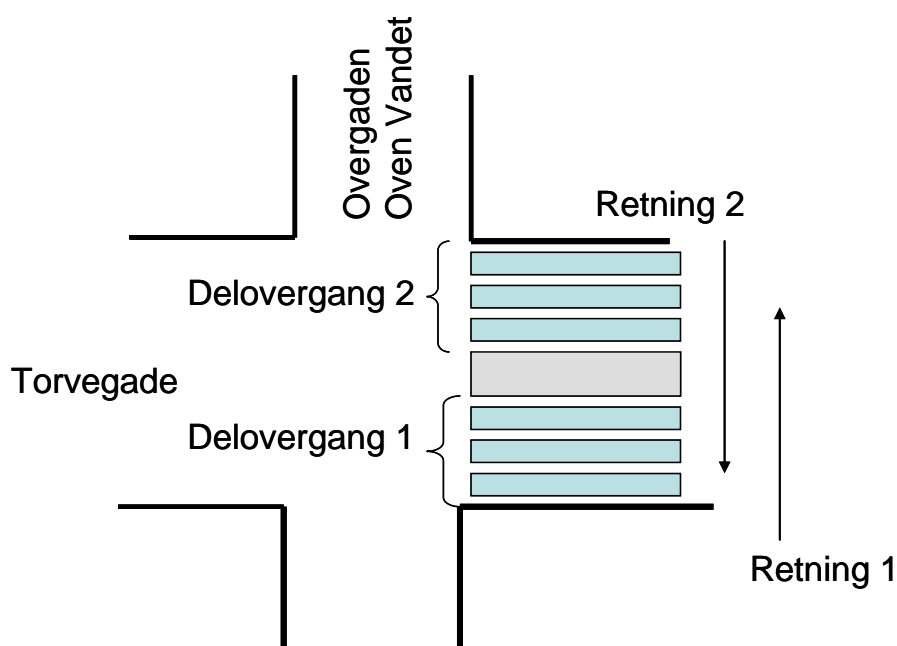 Overgaden
Oven Vandet
Retning 2
Delovergang 2
Torvegade
Delovergang 1
Retning 1